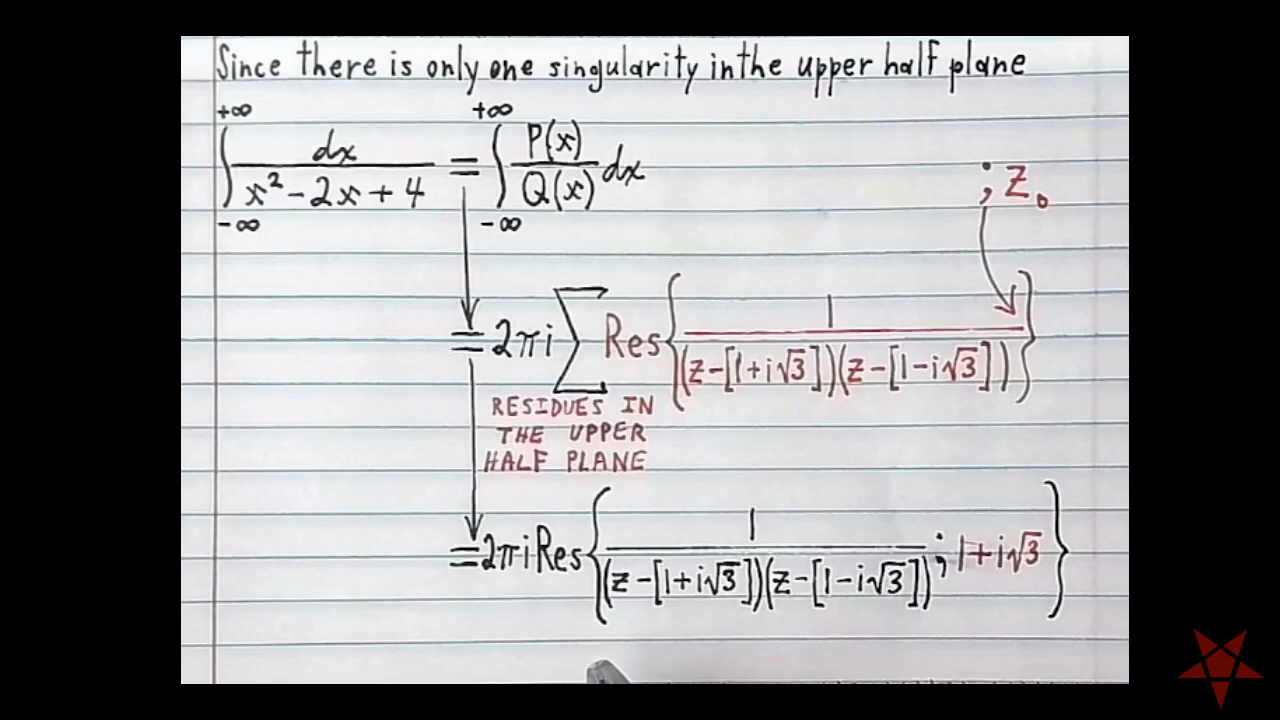 Since there is only one singularity in the upper half plane
+∞ +∞
∫ dx/(x² - 2x + 4) = ∫ P(x)/Q(x) dx
-∞ -∞
; z₀
= 2πi ∑ Res{1/((z-[1+i√3])(z-[1-i√3]))}
RESIDUES IN
THE UPPER
HALF PLANE
= 2πi Res{1/((z-[1+i√3])(z-[1-i√3])) ; 1+i√3}